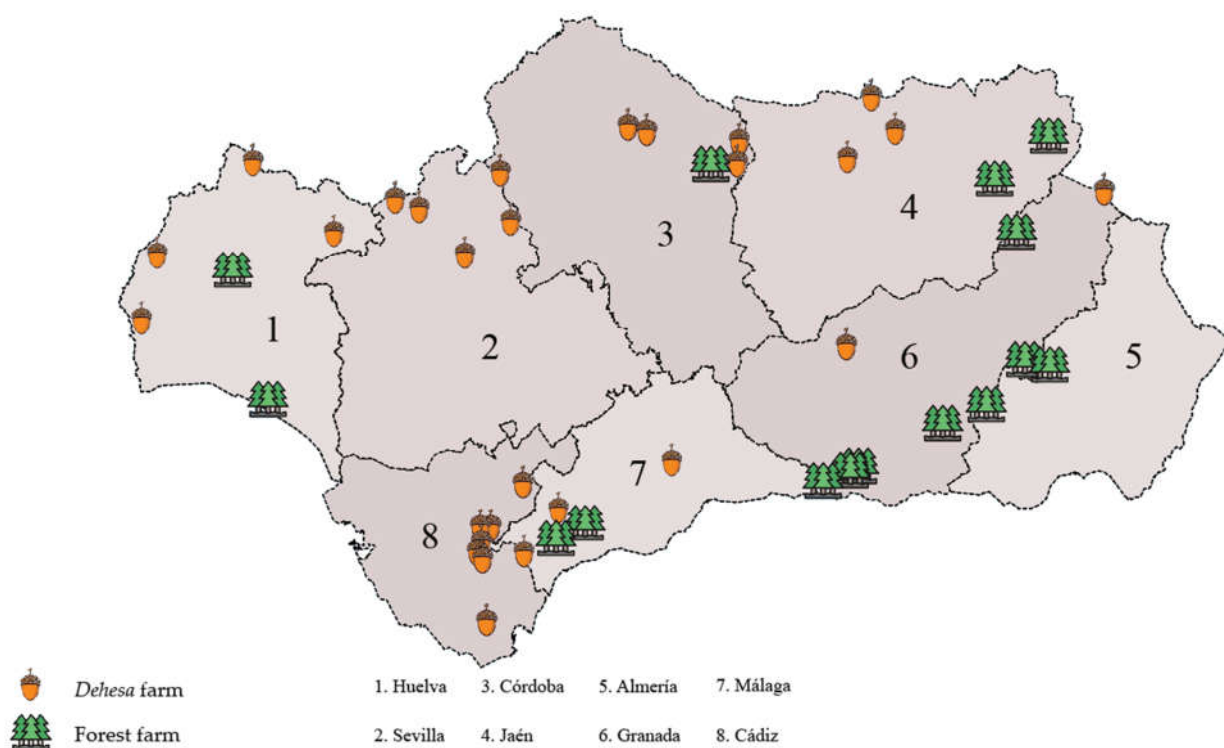 4
3
1
2
6
5
7
8
Dehesa farm
1. Huelva 3. Córdoba 5. Almería 7. Málaga
Forest farm
2. Sevilla 4. Jaén 6. Granada 8. Cádiz